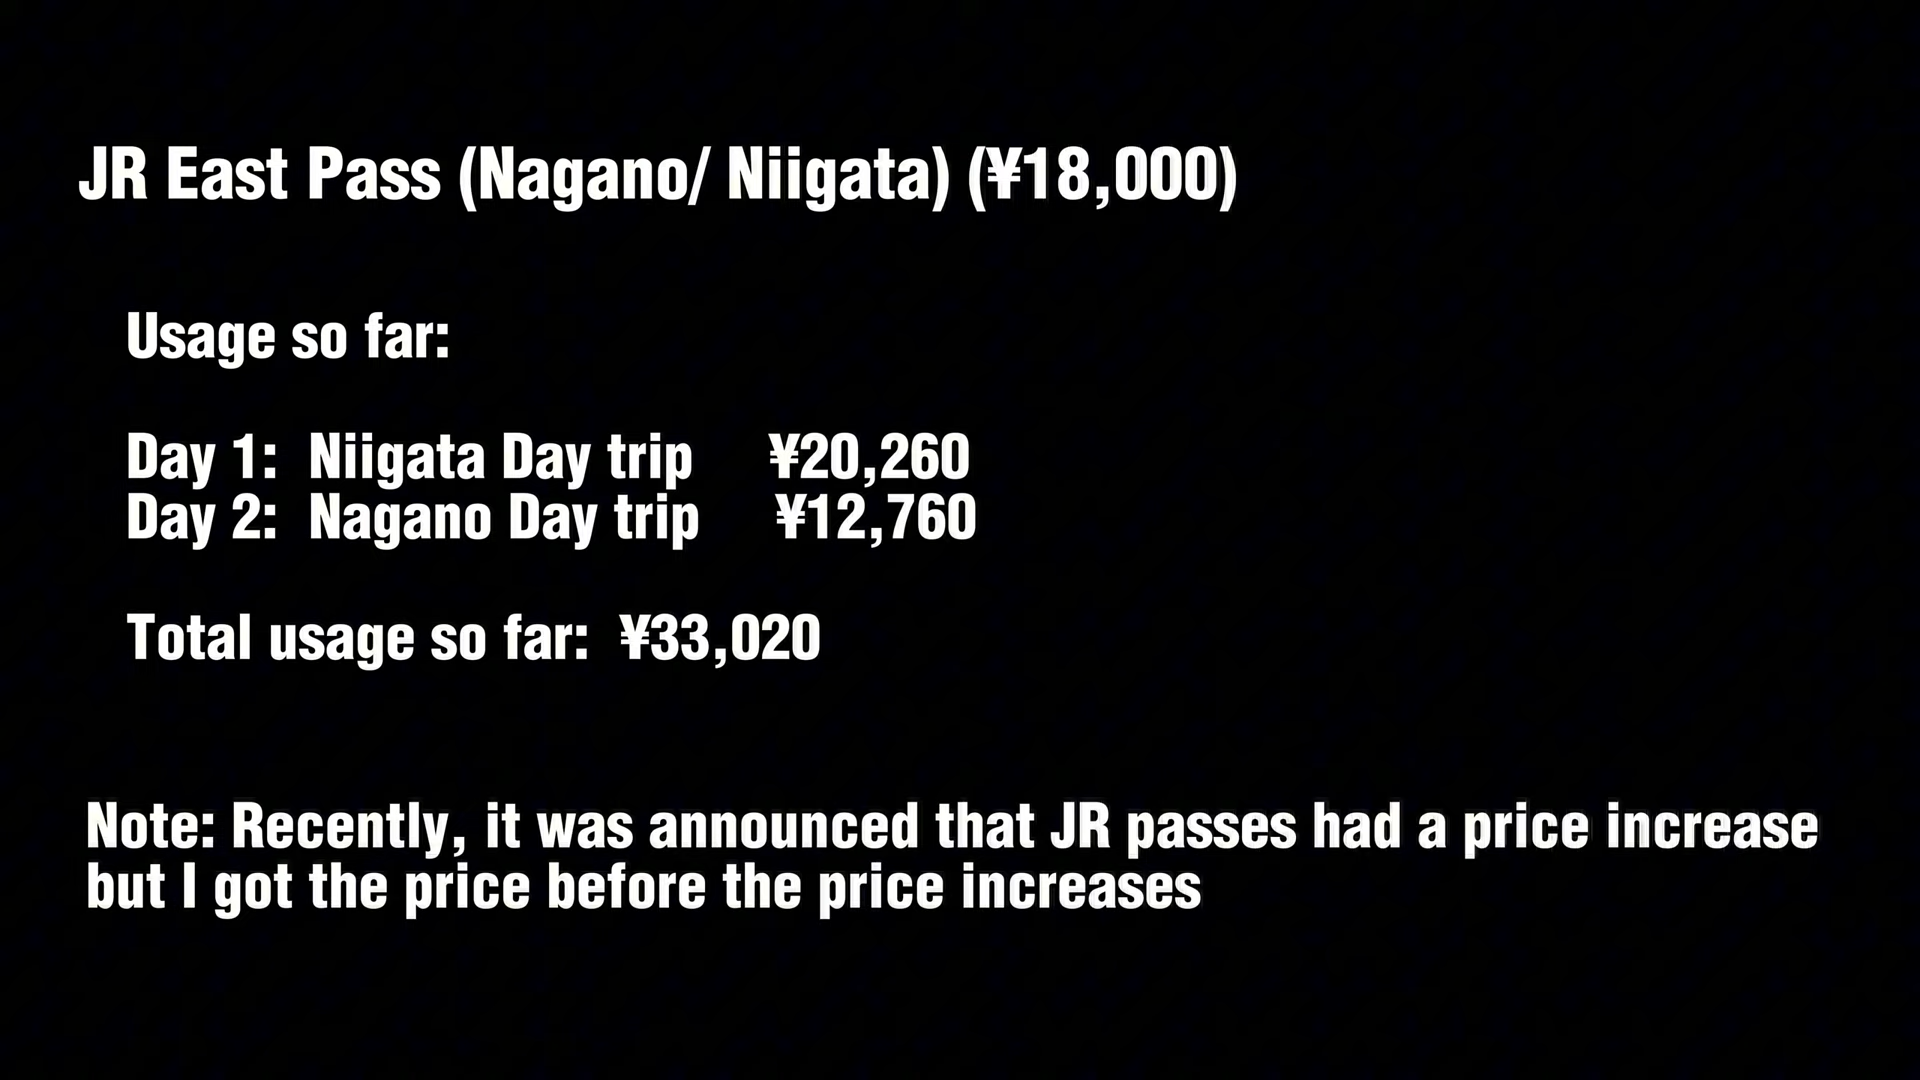 JR East Pass (Nagano/ Niigata) (¥18,000)
Usage so far:
Day 1: Niigata Day trip ¥20,260
Day 2: Nagano Day trip ¥12,760
Total usage so far: ¥33,020
Note: Recently, it was announced that JR passes had a price increase
but I got the price before the price increases